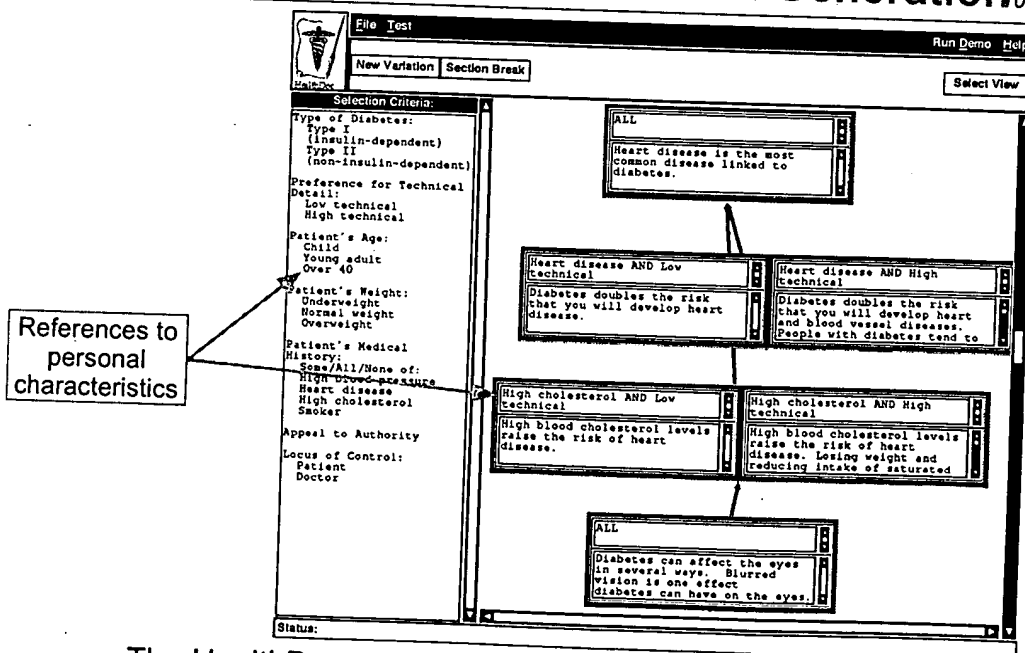 Generation
File Test
Run Demo Help
HealthDoc
New Variation Section Break
Select View
Selection Criteria:
Type of Diabetes:
Type I
(insulin-dependent)
Type II
(non-insulin-dependent)
Preference for Technical
Detail:
Low technical
High technical
Patient's Age:
Child
Young adult
Over 40
Patient's Weight:
Underweight
Normal weight
Overweight
Patient's Medical
History:
Some/All/None of:
High blood pressure
Heart disease
High cholesterol
Smoker
Appeal to Authority
Locus of Control:
Patient
Doctor
References to
personal
characteristics
ALL
Heart disease is the most
common disease linked to
diabetes.
Heart disease AND Low
technical
Diabetes doubles the risk
that you will develop heart
disease.
Heart disease AND High
technical
Diabetes doubles the risk
that you will develop heart
and blood vessel diseases.
People with diabetes tend to
High cholesterol AND Low
technical
High blood cholesterol levels
raise the risk of heart
disease.
High cholesterol AND High
technical
High blood cholesterol levels
raise the risk of heart
disease. Losing weight and
reducing intake of saturated
ALL
Diabetes can affect the eyes
in several ways. Blurred
vision is one effect
diabetes can have on the eyes.
Status: